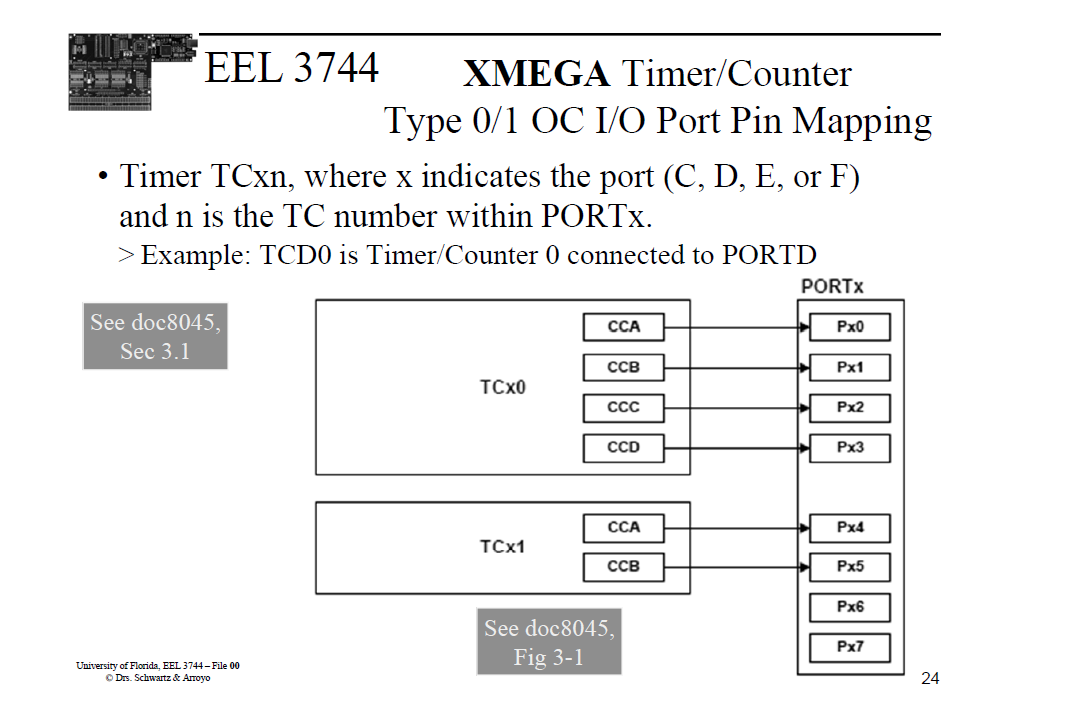 EEL 3744
XMEGA Timer/Counter
Type 0/1 OC I/O Port Pin Mapping
• Timer TCxn, where x indicates the port (C, D, E, or F)
and n is the TC number within PORTx.
> Example: TCD0 is Timer/Counter 0 connected to PORTD
See doc8045,
Sec 3.1
PORTx
TCx0
CCA
Px0
CCB
Px1
CCC
Px2
CCD
Px3
TCx1
CCA
Px4
CCB
Px5
Px6
Px7
See doc8045,
Fig 3-1
University of Florida, EEL 3744 – File 00
© Drs. Schwartz & Arroyo
24